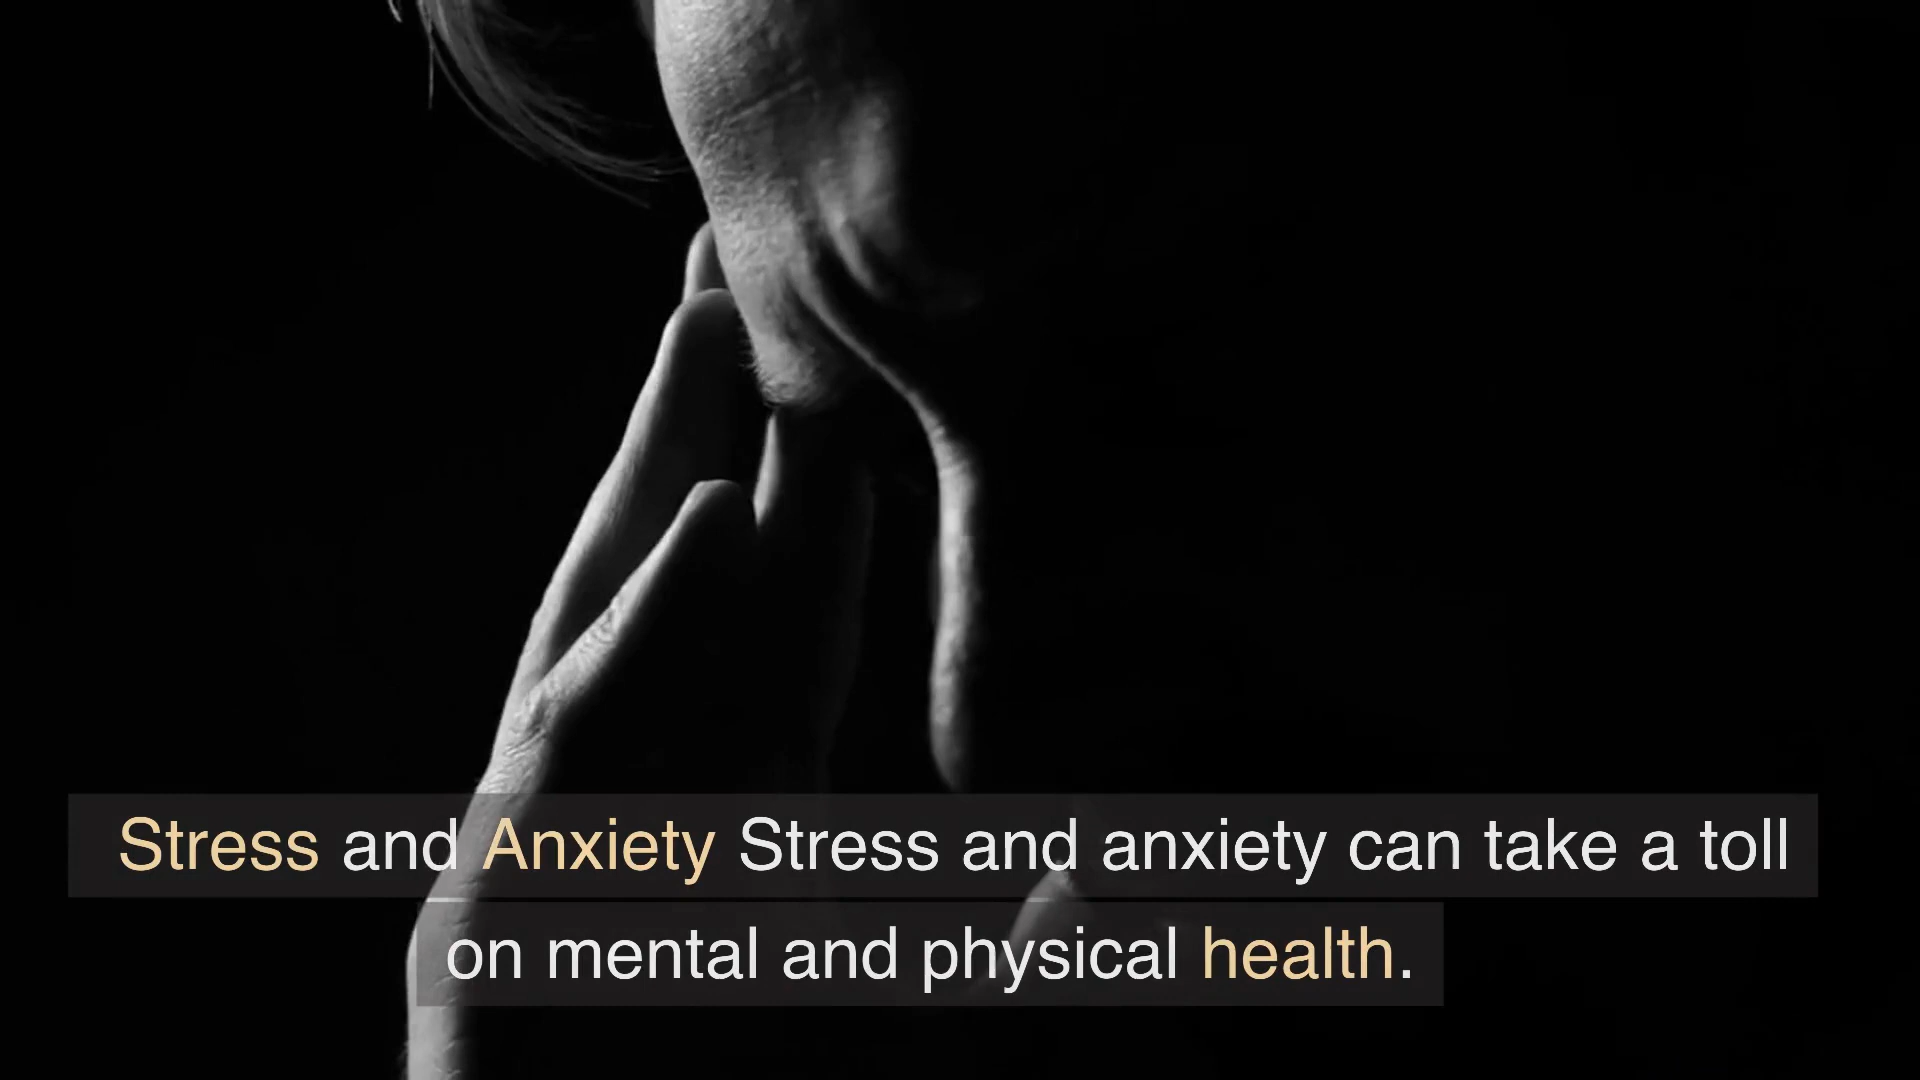 Stress and Anxiety Stress and anxiety can take a toll
on mental and physical health.